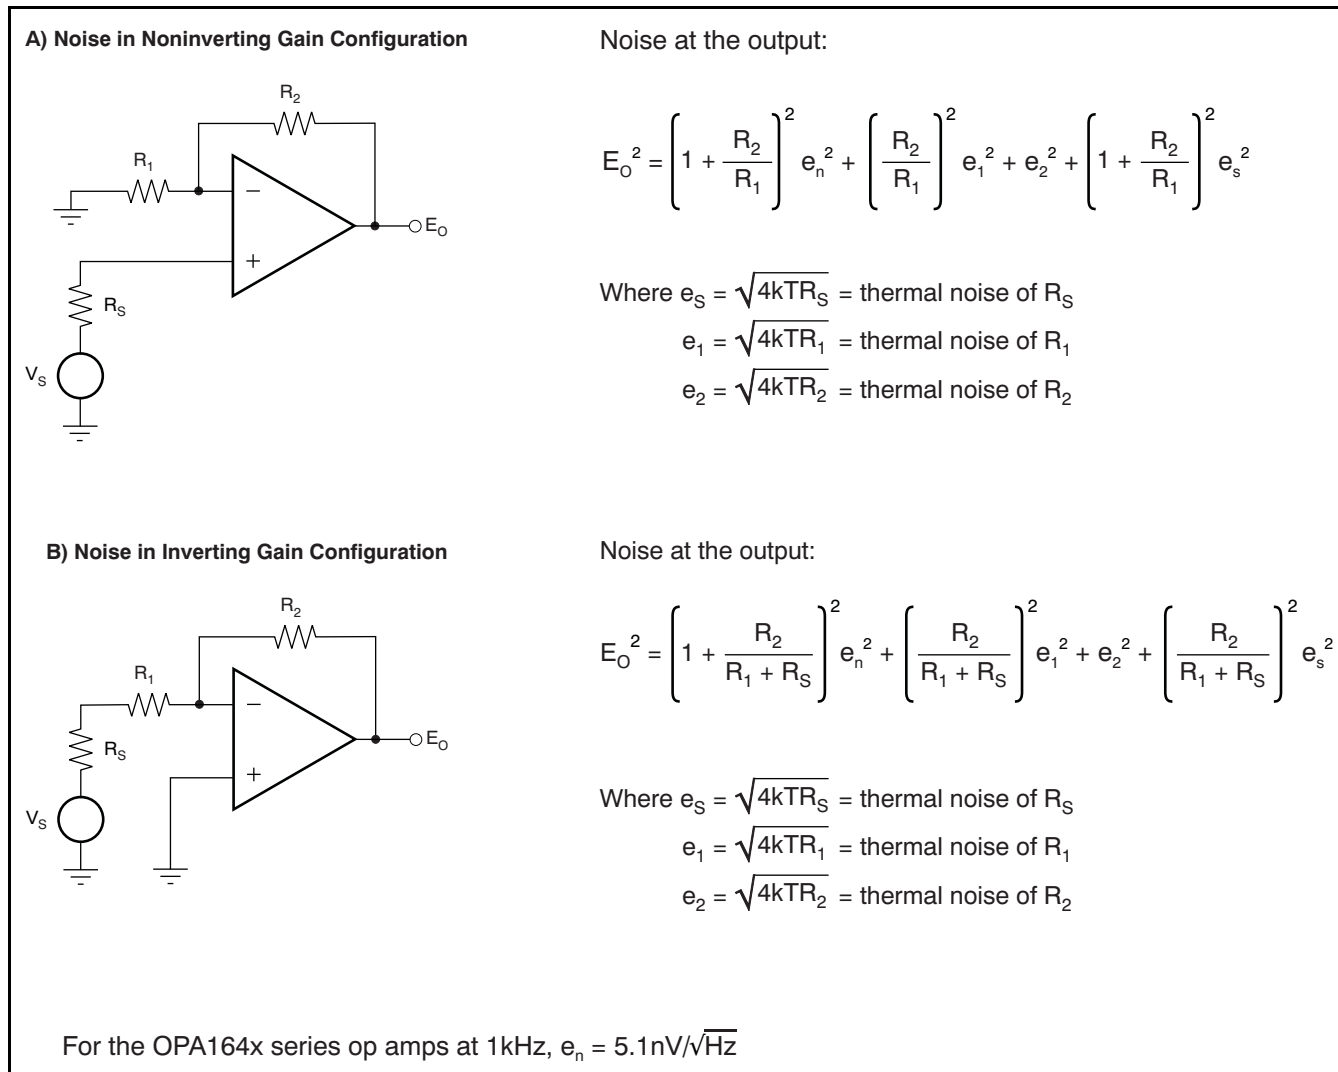 A) Noise in Noninverting Gain Configuration
Noise at the output:
R2
R1
−
+
EO
RS
VS
EO² = (1 + R2/R1)² en² + (R2/R1)² e1² + e2² + (1 + R2/R1)² es²
Where eS = √4kTRS = thermal noise of RS
e1 = √4kTR1 = thermal noise of R1
e2 = √4kTR2 = thermal noise of R2
B) Noise in Inverting Gain Configuration
Noise at the output:
R2
R1
−
+
EO
RS
VS
EO² = (1 + R2/(R1 + RS))² en² + (R2/(R1 + RS))² e1² + e2² + (R2/(R1 + RS))² es²
Where eS = √4kTRS = thermal noise of RS
e1 = √4kTR1 = thermal noise of R1
e2 = √4kTR2 = thermal noise of R2
For the OPA164x series op amps at 1kHz, en = 5.1nV/√Hz